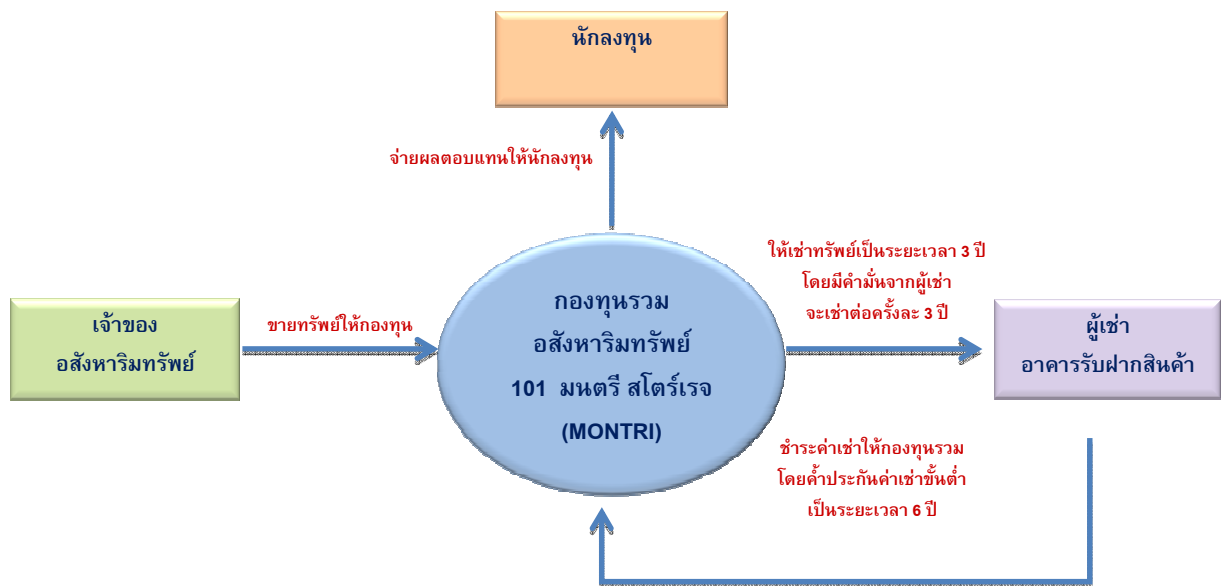 นักลงทุน
จ่ายผลตอบแทนให้นักลงทุน
เจ้าของ
อสังหาริมทรัพย์
ขายทรัพย์ให้กองทุน
กองทุนรวม
อสังหาริมทรัพย์
101 มนตรี สโตร์เรจ
(MONTRI)
ให้เช่าทรัพย์เป็นระยะเวลา 3 ปี
โดยมีคำมั่นจากผู้เช่า
จะเช่าต่อครั้งละ 3 ปี
ผู้เช่า
อาคารรับฝากสินค้า
ชำระค่าเช่าให้กองทุนรวม
โดยค้ำประกันค่าเช่าขั้นต่ำ
เป็นระยะเวลา 6 ปี